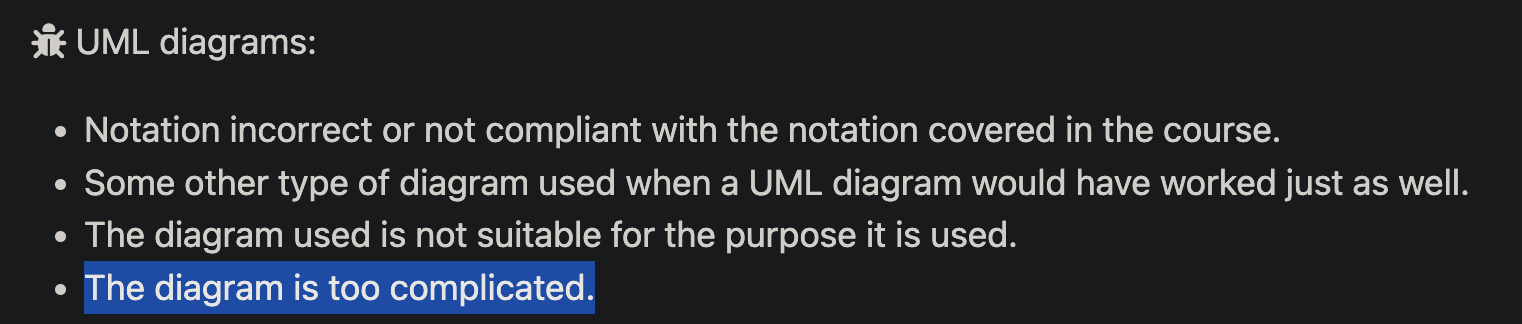 UML diagrams:
• Notation incorrect or not compliant with the notation covered in the course.
• Some other type of diagram used when a UML diagram would have worked just as well.
• The diagram used is not suitable for the purpose it is used.
• The diagram is too complicated.